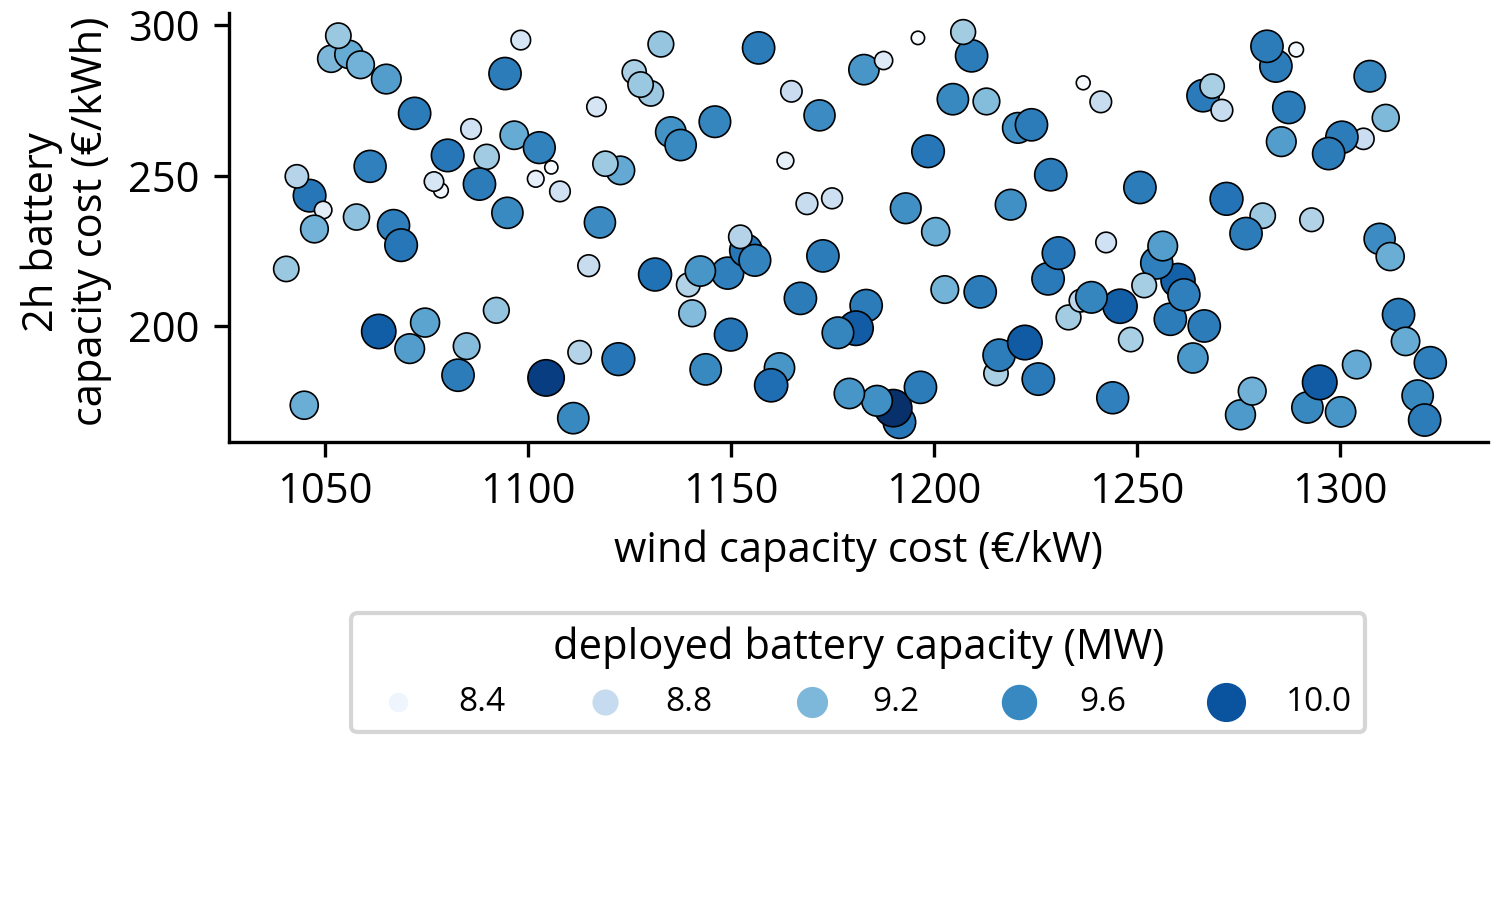 2h battery
capacity cost (€/kWh)
300
250
200
1050 1100 1150 1200 1250 1300
wind capacity cost (€/kW)
deployed battery capacity (MW)
8.4 8.8 9.2 9.6 10.0